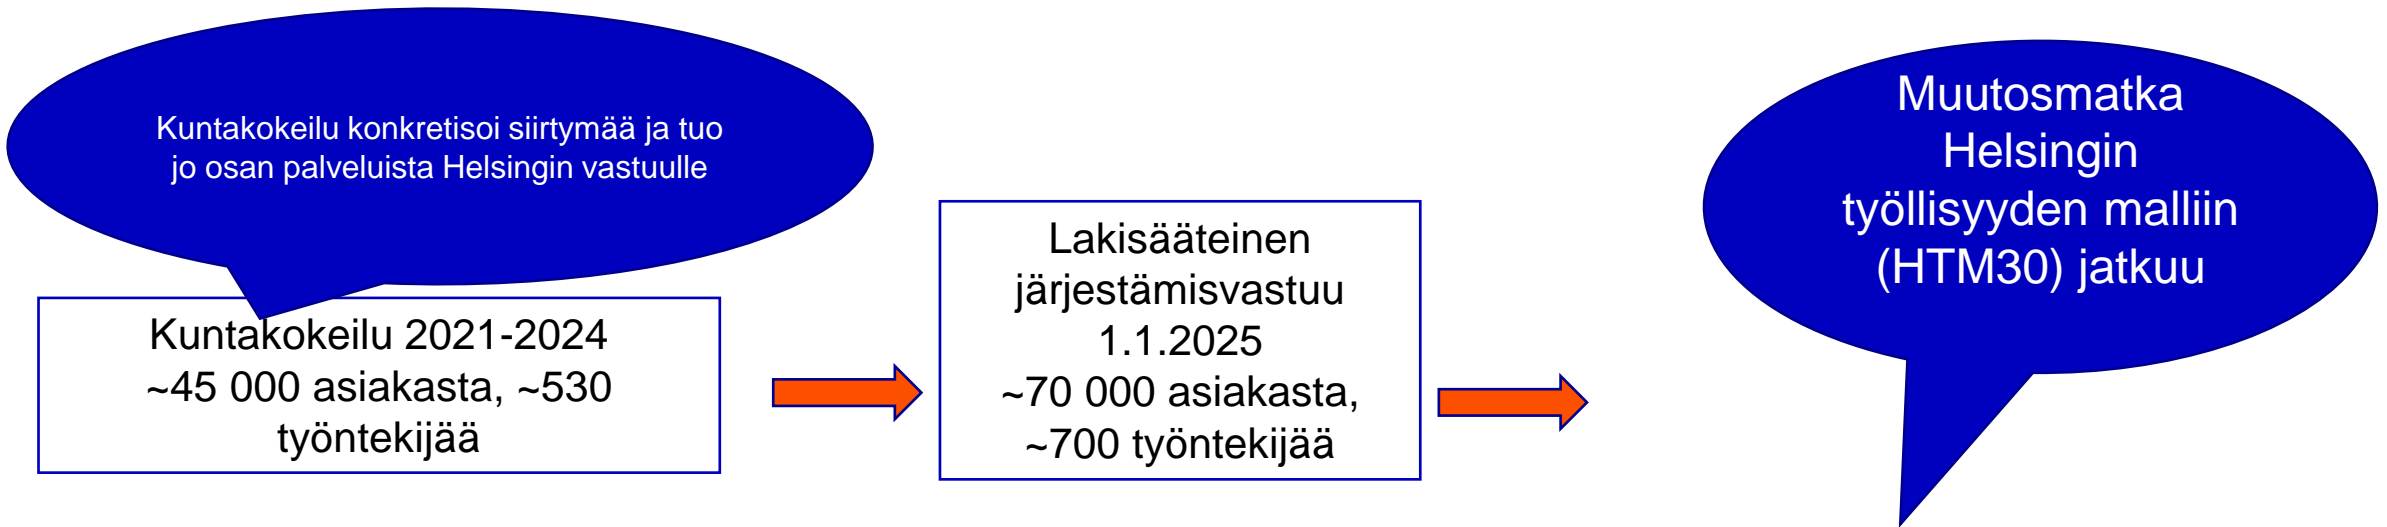 Kuntakokeilu konkretisoi siirtymää ja tuo
jo osan palveluista Helsingin vastuulle
Kuntakokeilu 2021-2024
~45 000 asiakasta, ~530
työntekijää
Lakisääteinen
järjestämisvastuu
1.1.2025
~70 000 asiakasta,
~700 työntekijää
Muutosmatka
Helsingin
työllisyyden malliin
(HTM30) jatkuu